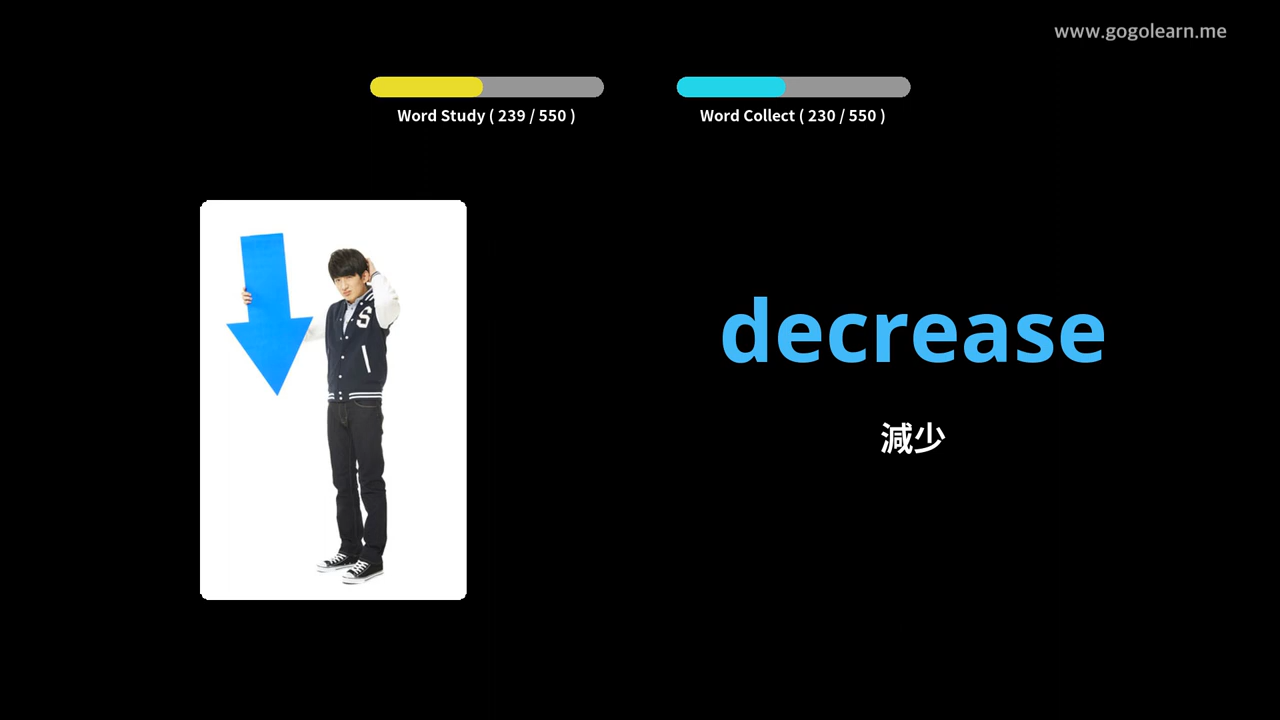 www.gogolearn.me
Word Study ( 239 / 550 )
Word Collect ( 230 / 550 )
S
decrease
減少